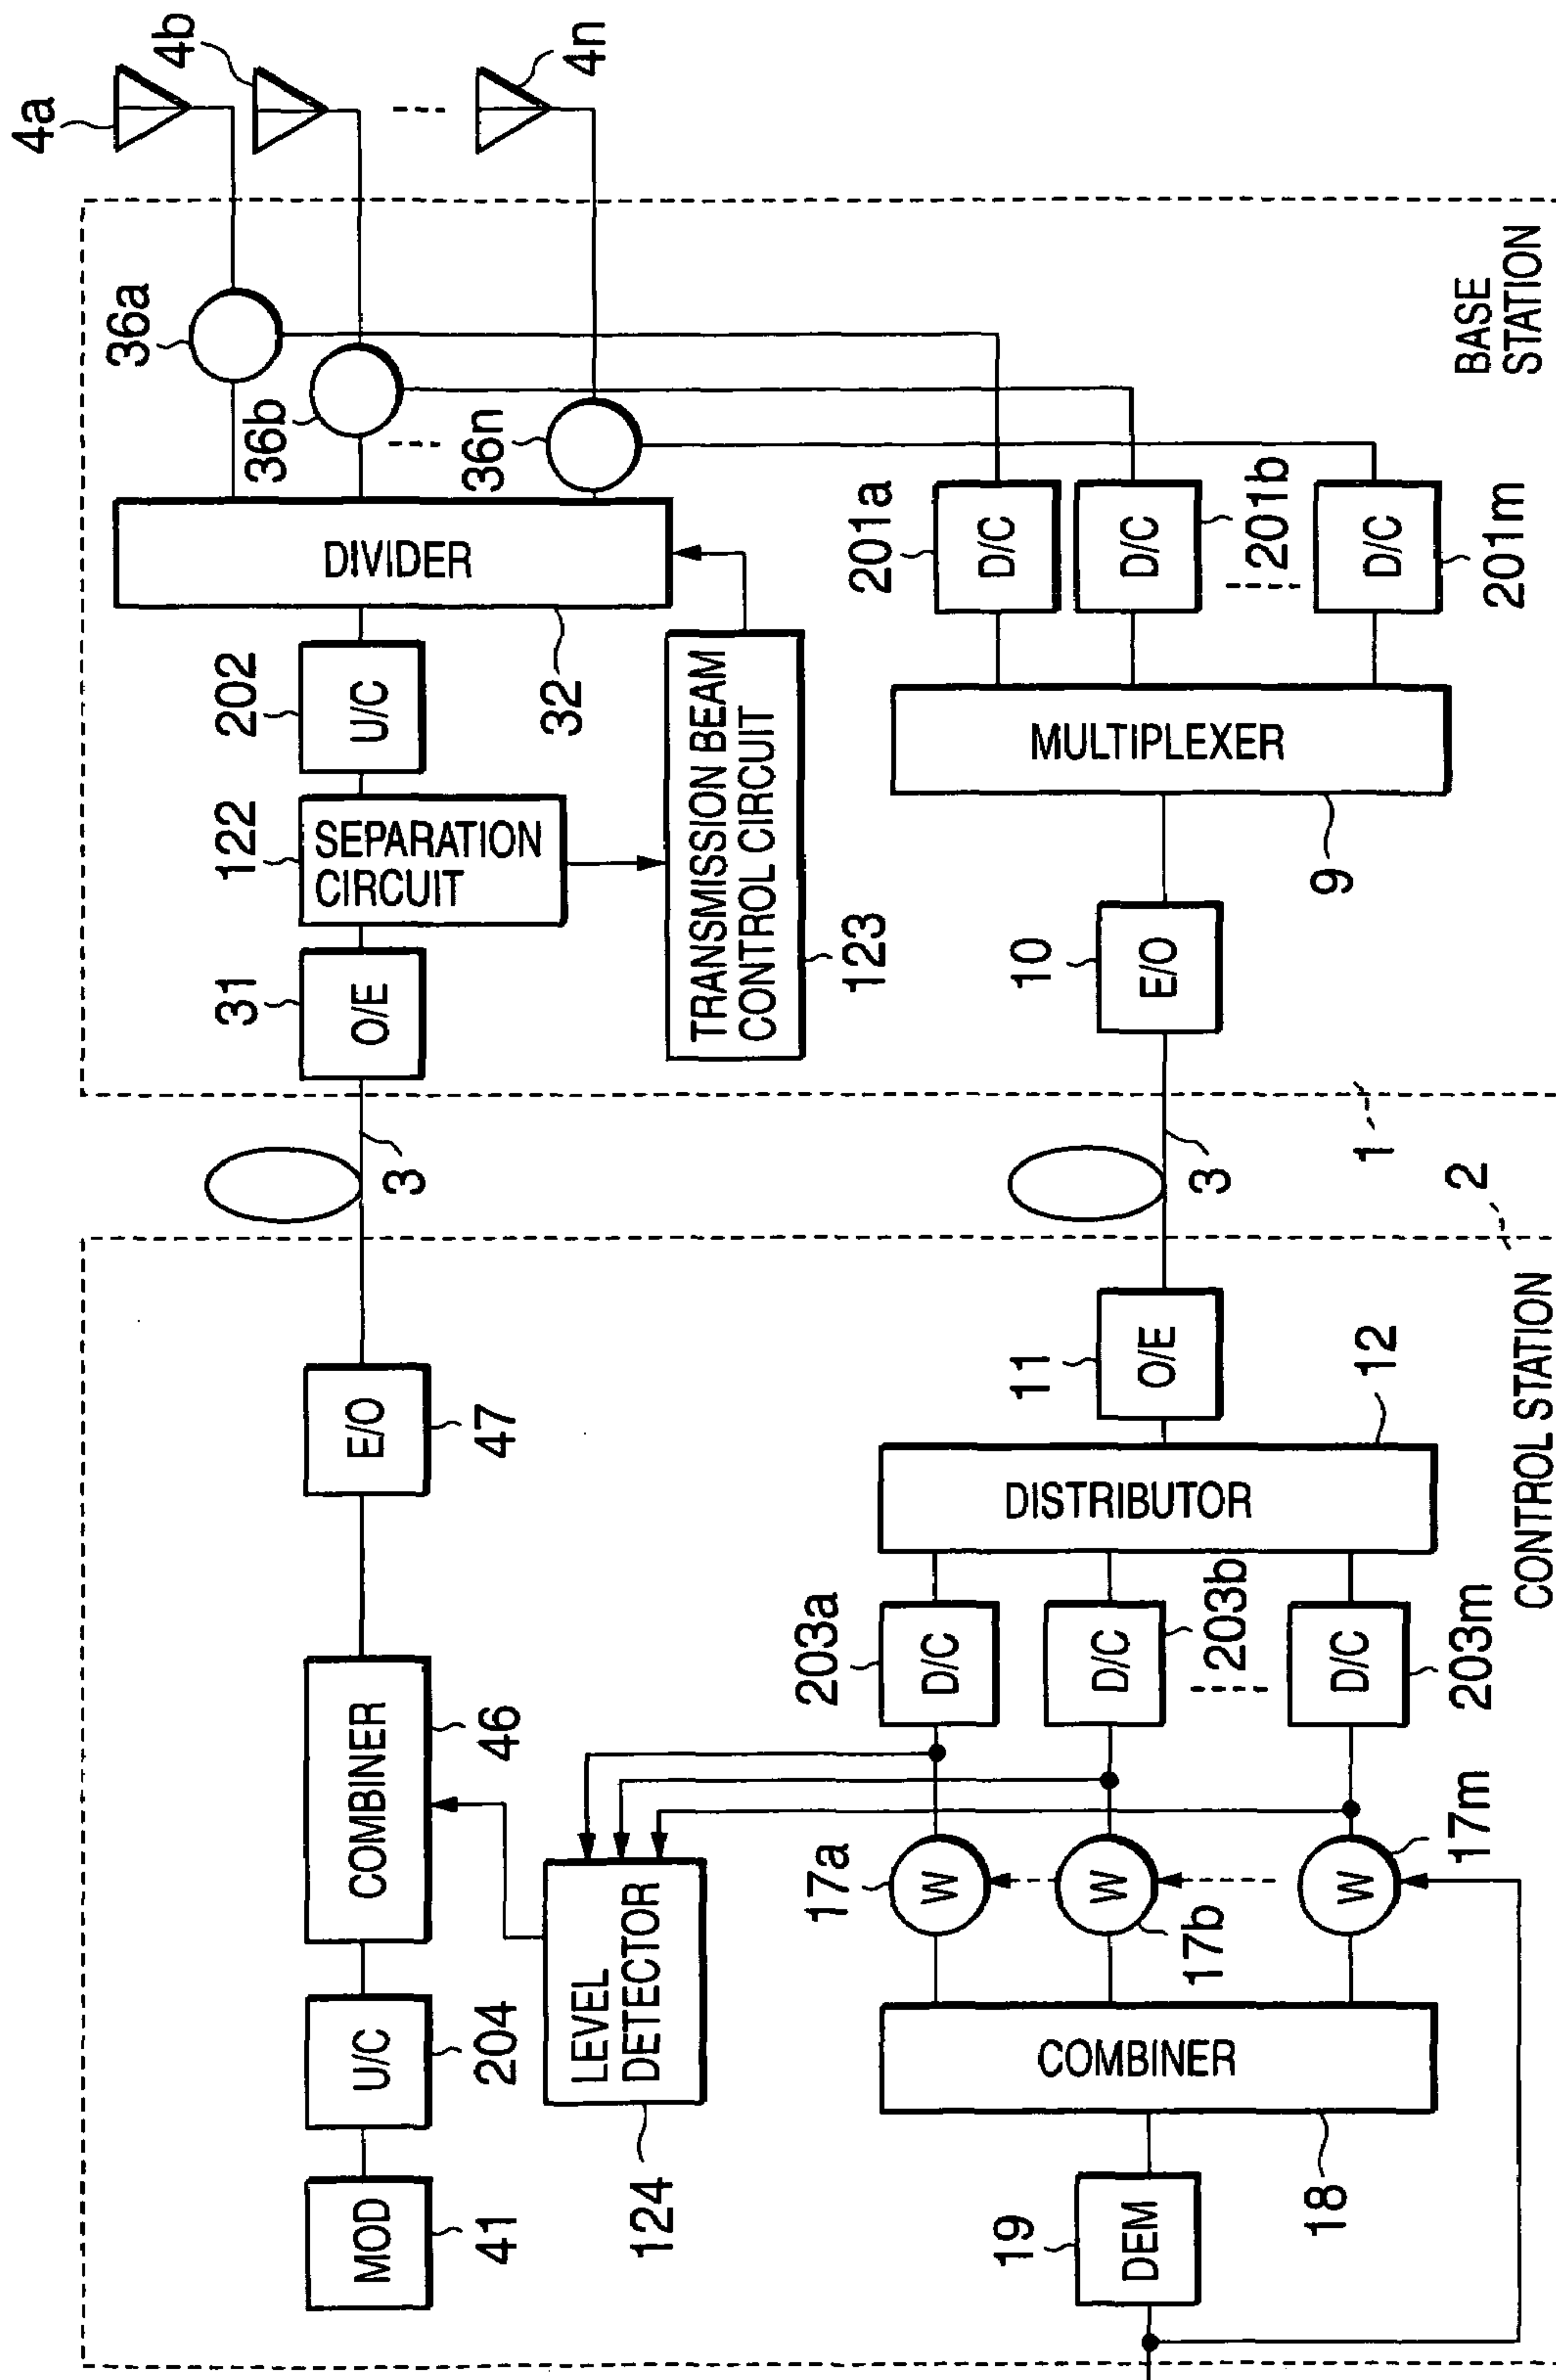 4a
4b
4n
36a
36b
36n
DIVIDER
32
202
U/C
122
SEPARATION
CIRCUIT
31
O/E
TRANSMISSION BEAM
CONTROL CIRCUIT
123
201a
D/C
D/C
201b
D/C
201m
MULTIPLEXER
9
10
E/O
BASE
STATION
1
3
3
2
CONTROL STATION
E/O
47
COMBINER
46
U/C
204
MOD
41
LEVEL
DETECTOR
124
11
O/E
DISTRIBUTOR
12
203a
D/C
D/C
203b
D/C
203m
17a
W
W
17b
W
17m
COMBINER
18
19
DEM